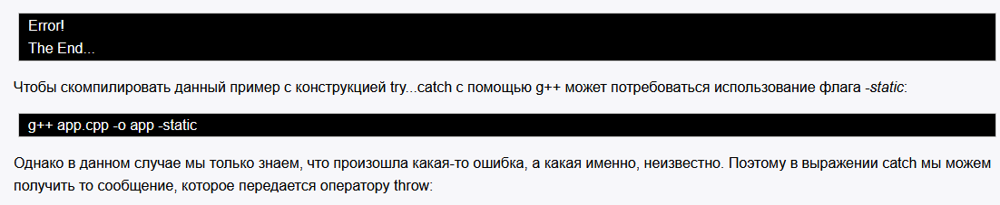 Error!
The End...
Чтобы скомпилировать данный пример с конструкцией try...catch с помощью g++ может потребоваться использование флага -static:
g++ app.cpp -o app -static
Однако в данном случае мы только знаем, что произошла какая-то ошибка, а какая именно, неизвестно. Поэтому в выражении catch мы можем
получить то сообщение, которое передается оператору throw: